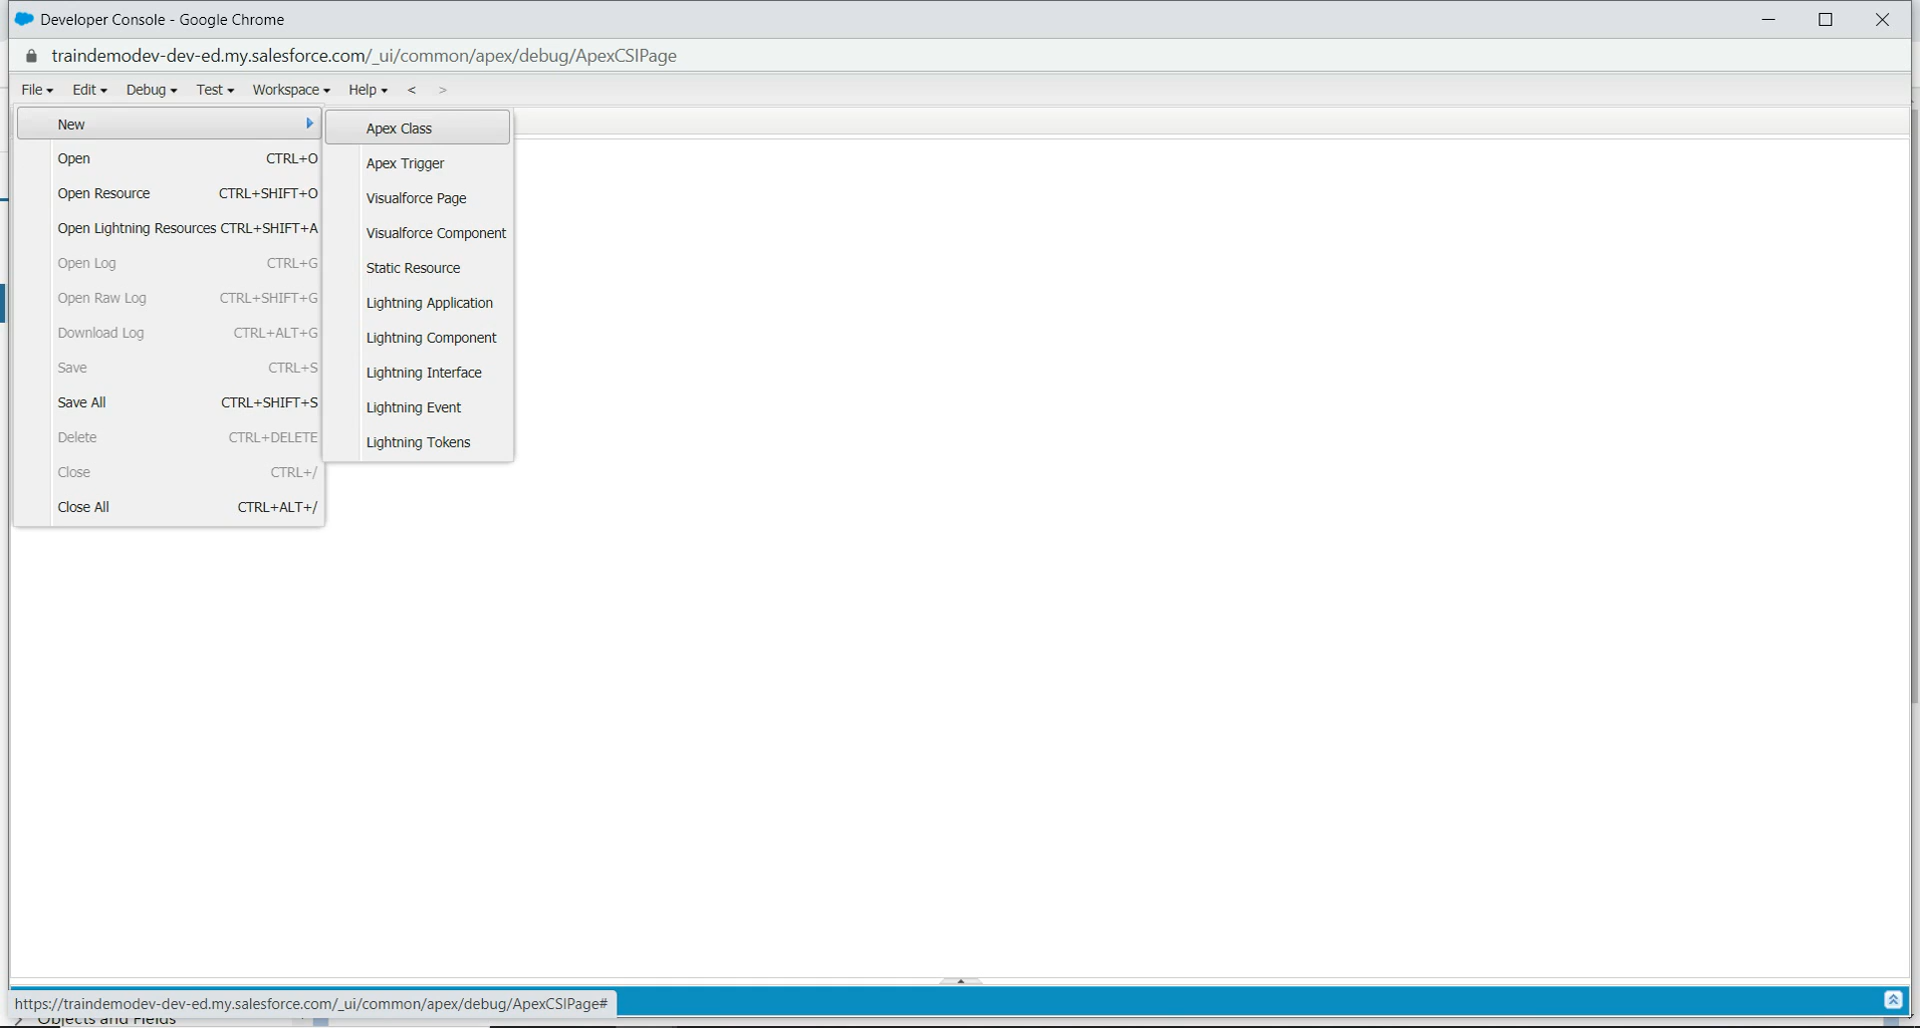 Developer Console - Google Chrome
traindemodev-dev-ed.my.salesforce.com/_ui/common/apex/debug/ApexCSIPage
File Edit Debug Test Workspace Help < >
New
Open CTRL+O
Open Resource CTRL+SHIFT+O
Open Lightning Resources CTRL+SHIFT+A
Open Log CTRL+G
Open Raw Log CTRL+SHIFT+G
Download Log CTRL+ALT+G
Save CTRL+S
Save All CTRL+SHIFT+S
Delete CTRL+DELETE
Close CTRL+/
Close All CTRL+ALT+/
Apex Class
Apex Trigger
Visualforce Page
Visualforce Component
Static Resource
Lightning Application
Lightning Component
Lightning Interface
Lightning Event
Lightning Tokens
https://traindemodev-dev-ed.my.salesforce.com/_ui/common/apex/debug/ApexCSIPage#
Objects and Fields